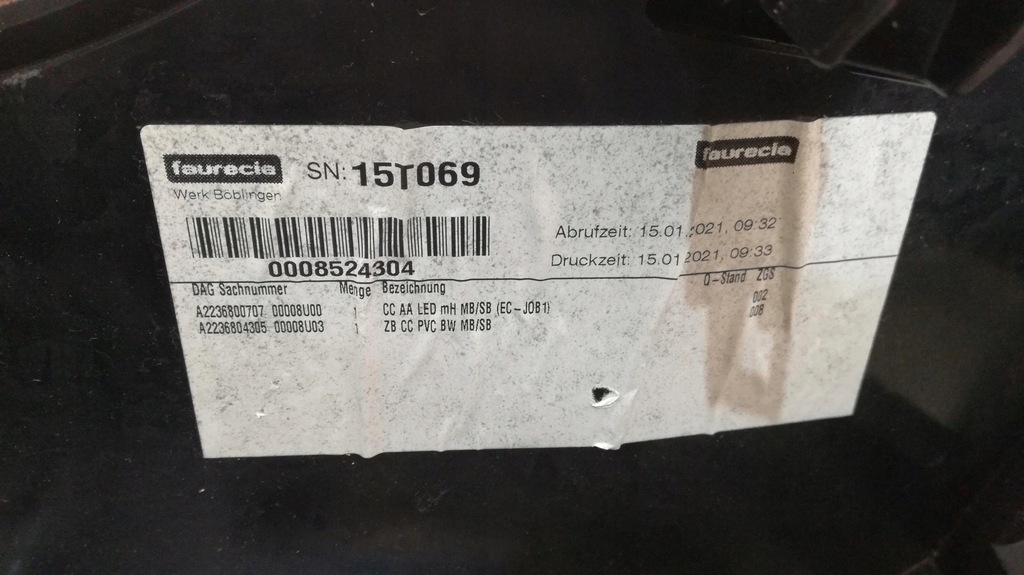 faurecia SN: 15T069 faurecia
Werk Böblingen
Abrufzeit: 15.01.2021, 09:32
Druckzeit: 15.01.2021, 09:33
0008524304
DAG Sachnummer Menge Bezeichnung Q-Stand ZGS
A2236800707 00008U00 1 CC AA LED mH MB/SB (EC-JOB1) 002
A2236804305 00008U03 1 ZB CC PVC BW MB/SB 008